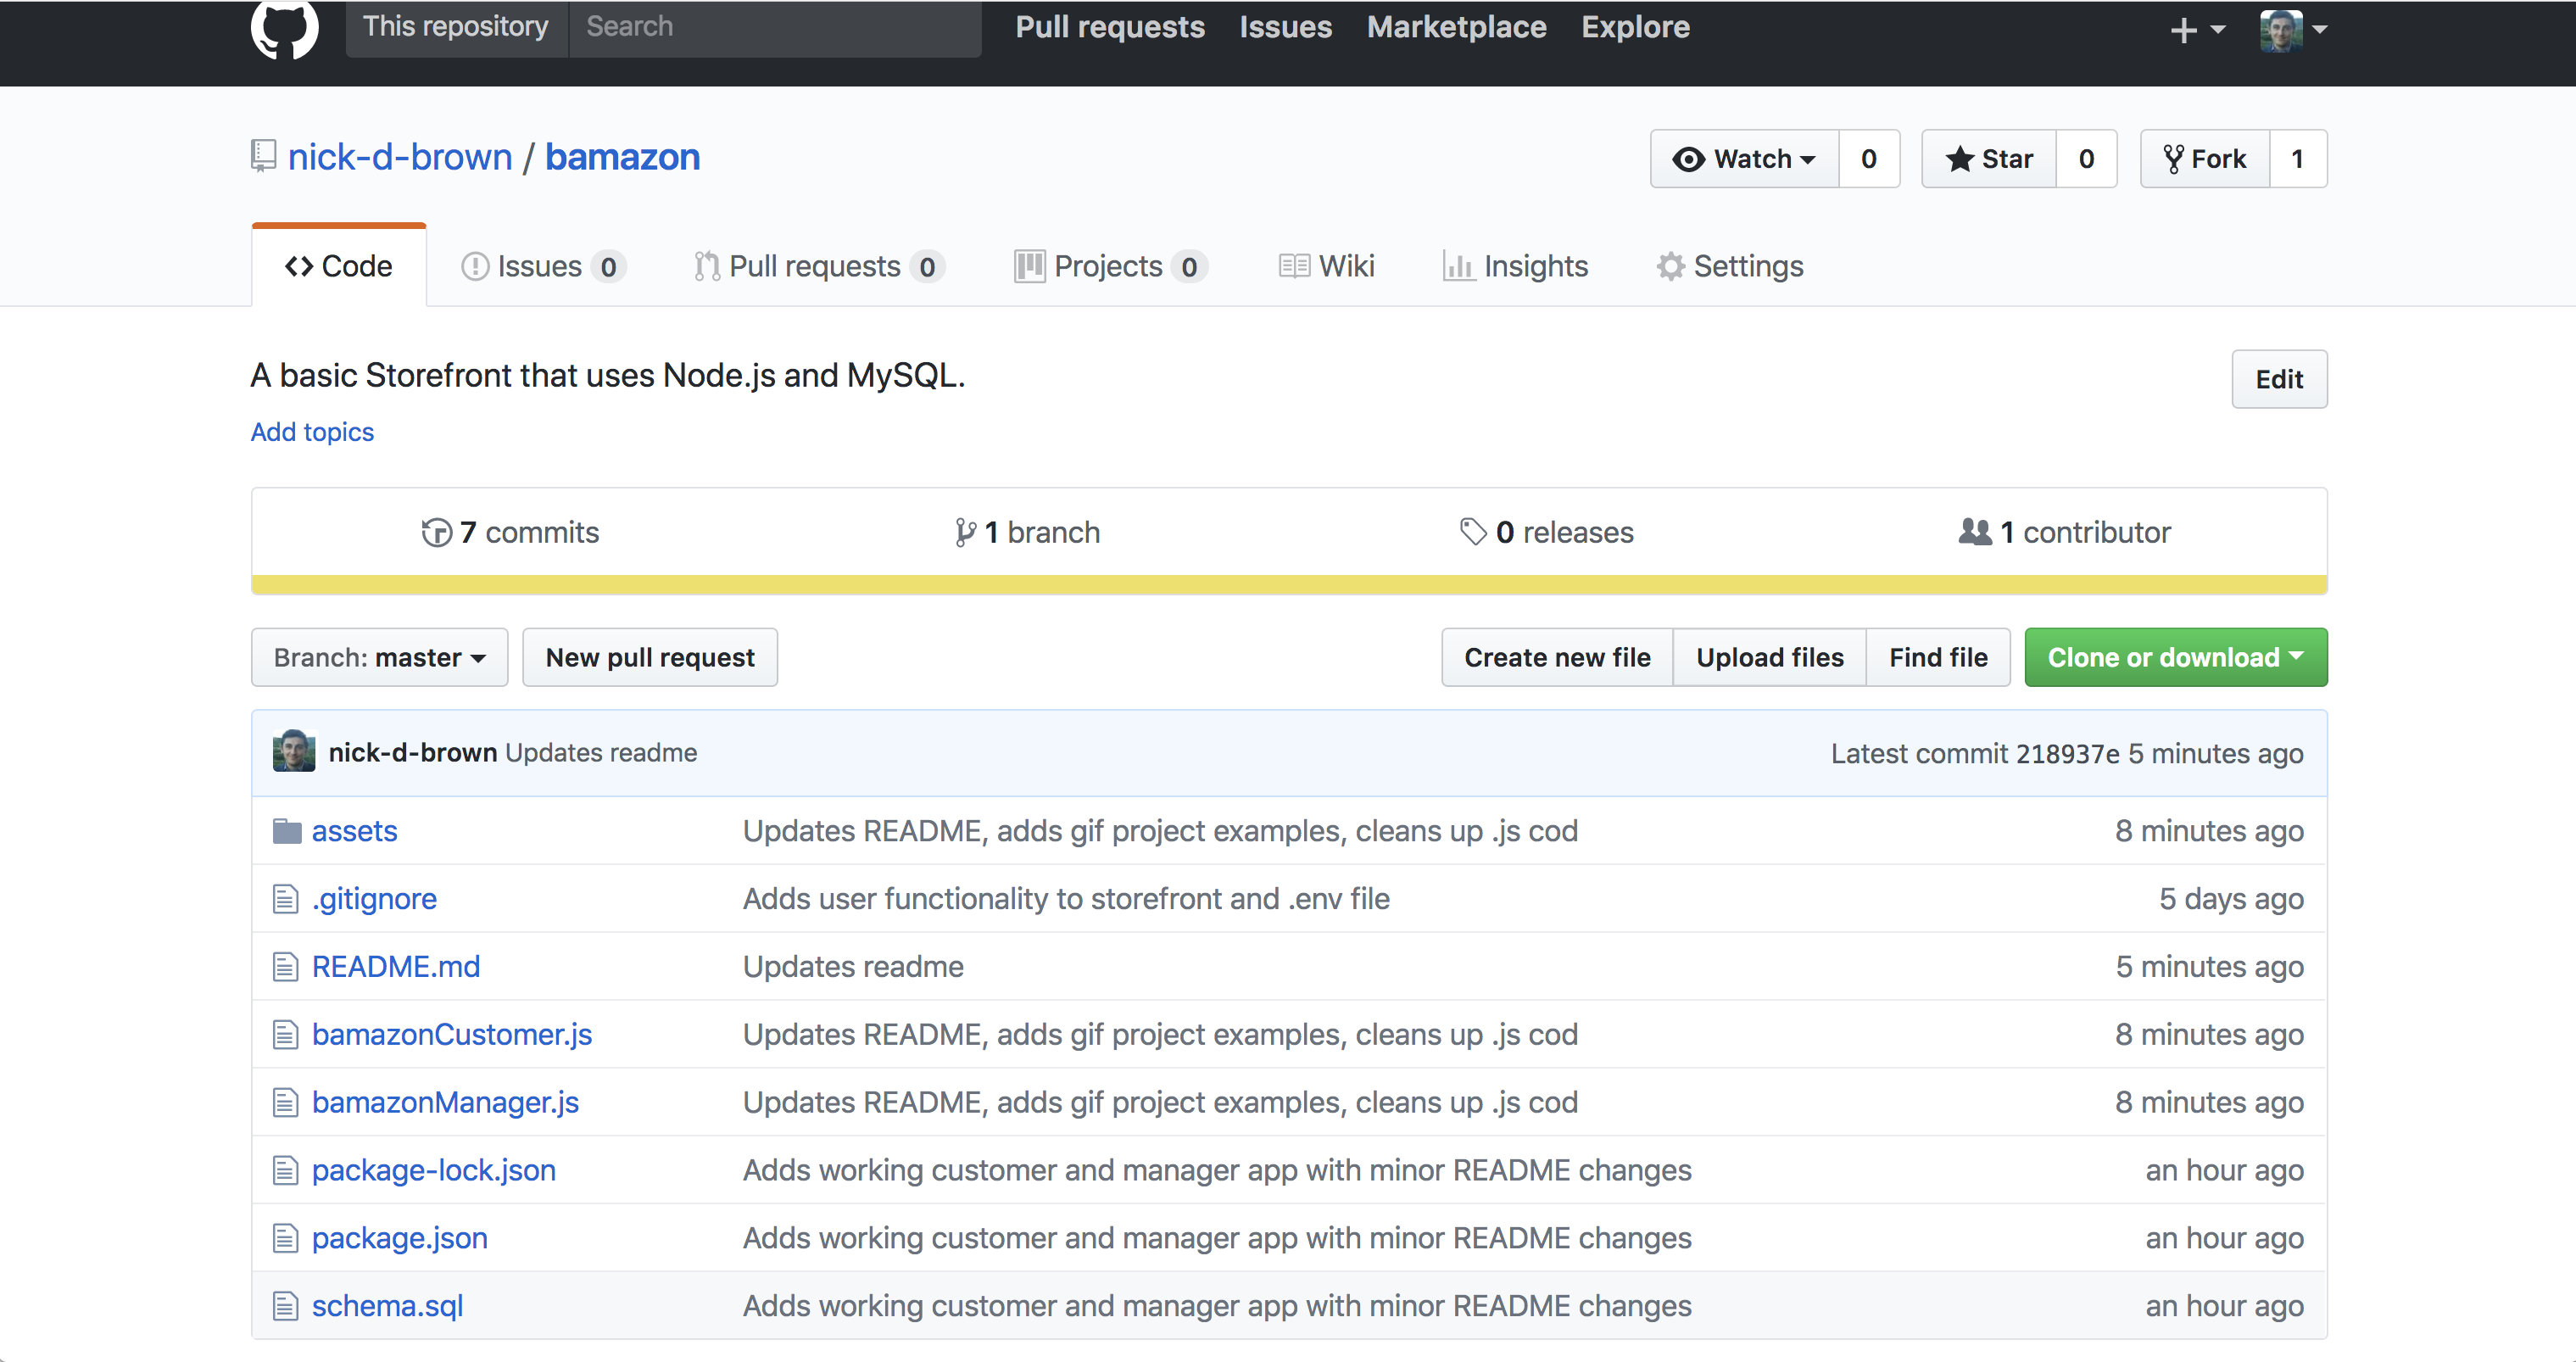 This repository Search Pull requests Issues Marketplace Explore
nick-d-brown / bamazon Watch 0 Star 0 Fork 1
Code Issues 0 Pull requests 0 Projects 0 Wiki Insights Settings
A basic Storefront that uses Node.js and MySQL. Edit
Add topics
7 commits 1 branch 0 releases 1 contributor
Branch: master New pull request Create new file Upload files Find file Clone or download
nick-d-brown Updates readme Latest commit 218937e 5 minutes ago
assets Updates README, adds gif project examples, cleans up .js cod 8 minutes ago
.gitignore Adds user functionality to storefront and .env file 5 days ago
README.md Updates readme 5 minutes ago
bamazonCustomer.js Updates README, adds gif project examples, cleans up .js cod 8 minutes ago
bamazonManager.js Updates README, adds gif project examples, cleans up .js cod 8 minutes ago
package-lock.json Adds working customer and manager app with minor README changes an hour ago
package.json Adds working customer and manager app with minor README changes an hour ago
schema.sql Adds working customer and manager app with minor README changes an hour ago